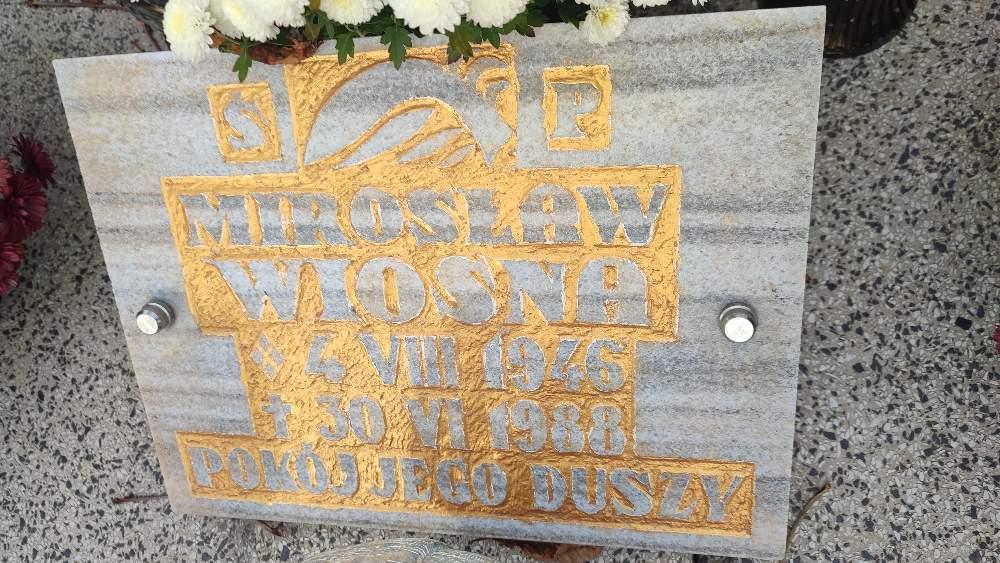 S P
MIROSŁAW
WIOSNA
4 VIII 1946
† 30 VI 1988
POKÓJ JEGO DUSZY